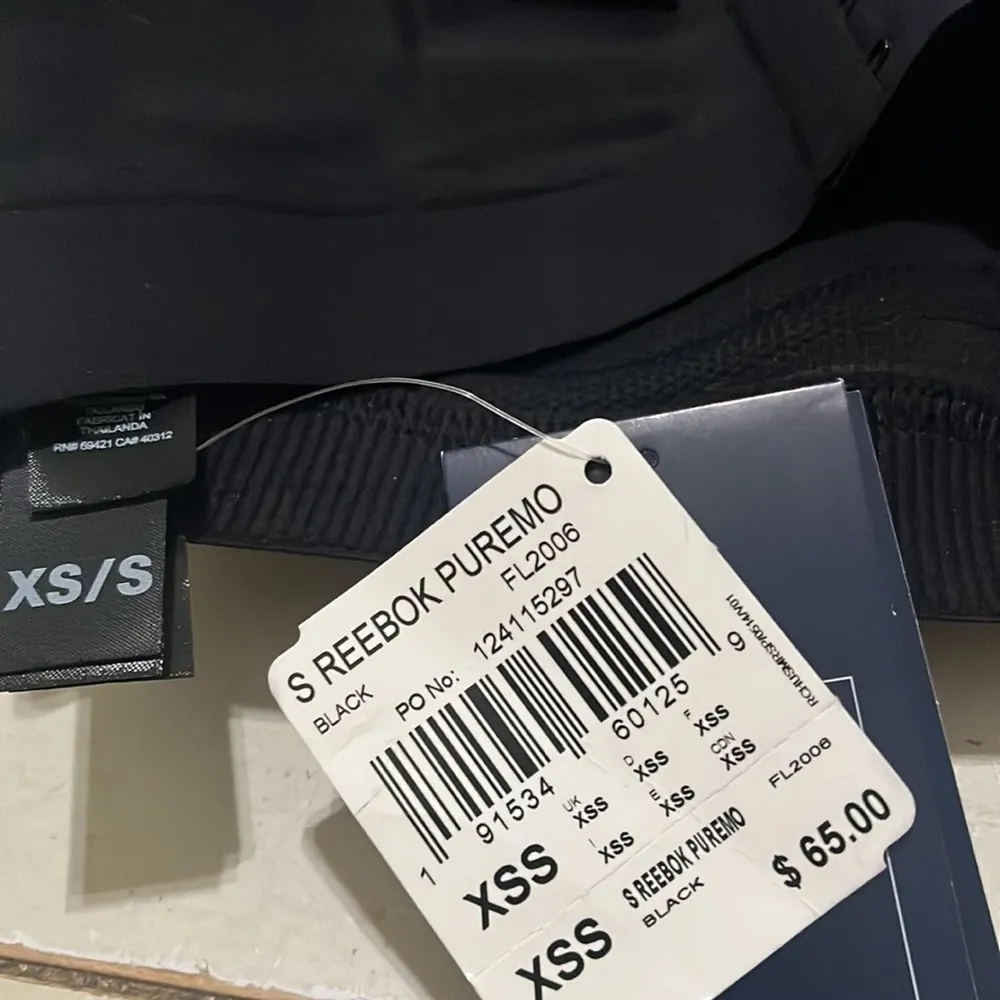 FABRICAT IN
THAILANDA
RN# 69421 CA# 40312
XS/S
S REEBOK PUREMO
FL2006
BLACK
PO No: 124115297
1 91534 60125 6
UK
XSS
D
XSS
F
XSS
I
XSS
E
XSS
CDN
XSS
XSS
FL2006
XSS
S REEBOK PUREMO
BLACK
$ 65.00